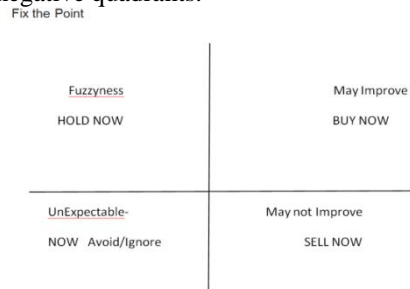 negative quadrants.
Fix the Point
Fuzzyness
May Improve
HOLD NOW
BUY NOW
UnExpectable-
May not Improve
NOW Avoid/Ignore
SELL NOW